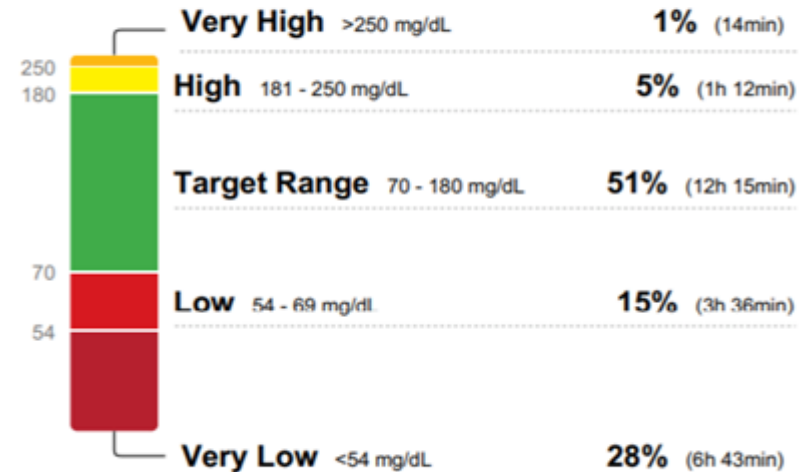 Very High >250 mg/dL 1% (14min)
250
High 181 - 250 mg/dL 5% (1h 12min)
180
Target Range 70 - 180 mg/dL 51% (12h 15min)
70
Low 54 - 69 mg/dL 15% (3h 36min)
54
Very Low <54 mg/dL 28% (6h 43min)